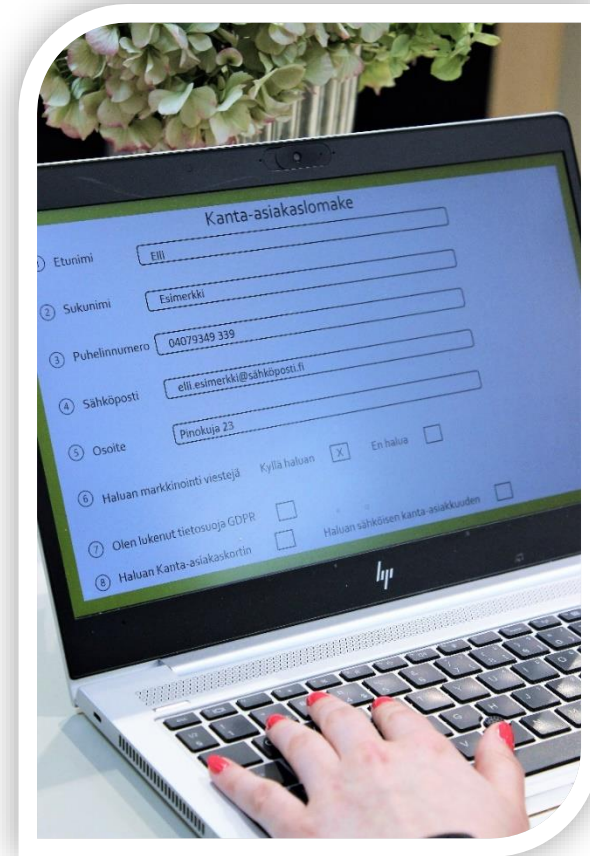 Kanta-asiakaslomake
1 Etunimi Elli
2 Sukunimi Esimerkki
3 Puhelinnumero 04079349 339
4 Sähköposti elli.esimerkki@sähköposti.fi
5 Osoite Pinokuja 23
6 Haluan markkinointi viestejä Kyllä haluan X En halua
7 Olen lukenut tietosuoja GDPR
8 Haluan Kanta-asiakaskortin Haluan sähköisen kanta-asiakkuuden
hp